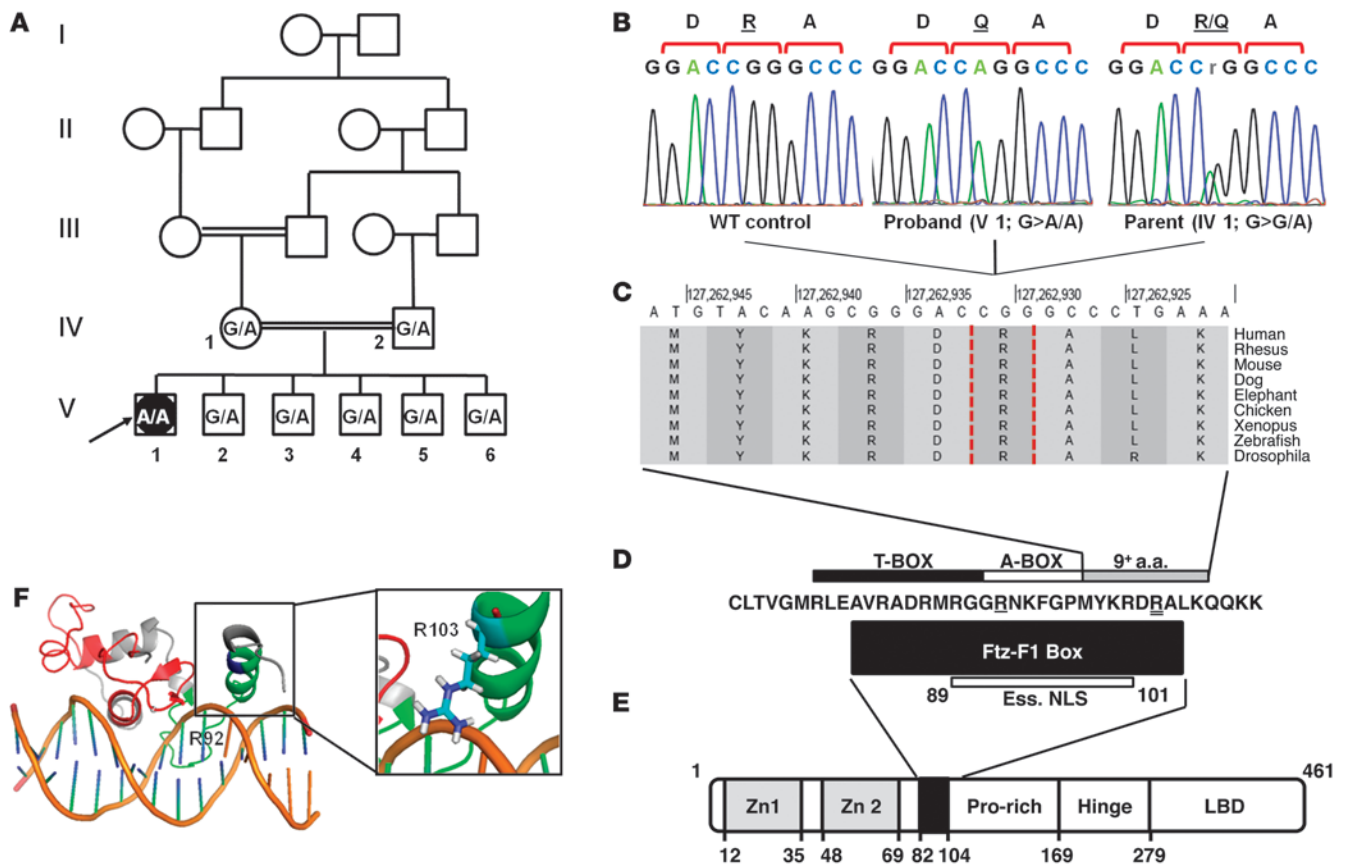 A
I
II
III
IV
G/A
G/A
1
2
V
A/A
G/A
G/A
G/A
G/A
G/A
1
2
3
4
5
6
B
D R A
D Q A
D R/Q A
G G A C C G G G C C C
G G A C C A G G C C C
G G A C C r G G C C C
WT control
Proband (V 1; G>A/A)
Parent (IV 1; G>G/A)
C
127,262,945
127,262,940
127,262,935
127,262,930
127,262,925
A T G T A C A A G C G G G A C C G G G C C C T G A A A
M Y K R D R A L K Human
M Y K R D R A L K Rhesus
M Y K R D R A L K Mouse
M Y K R D R A L K Dog
M Y K R D R A L K Elephant
M Y K R D R A L K Chicken
M Y K R D R A L K Xenopus
M Y K R D R A L K Zebrafish
M Y K R D R A R K Drosophila
D
T-BOX
A-BOX
9+ a.a.
CLTVGMRLEAVRADRMRGGRNKFGPMYKRDRALKQQKK
Ftz-F1 Box
89
Ess. NLS
101
E
1
461
Zn1
Zn 2
Pro-rich
Hinge
LBD
12
35
48
69
82
104
169
279
F
R92
R103